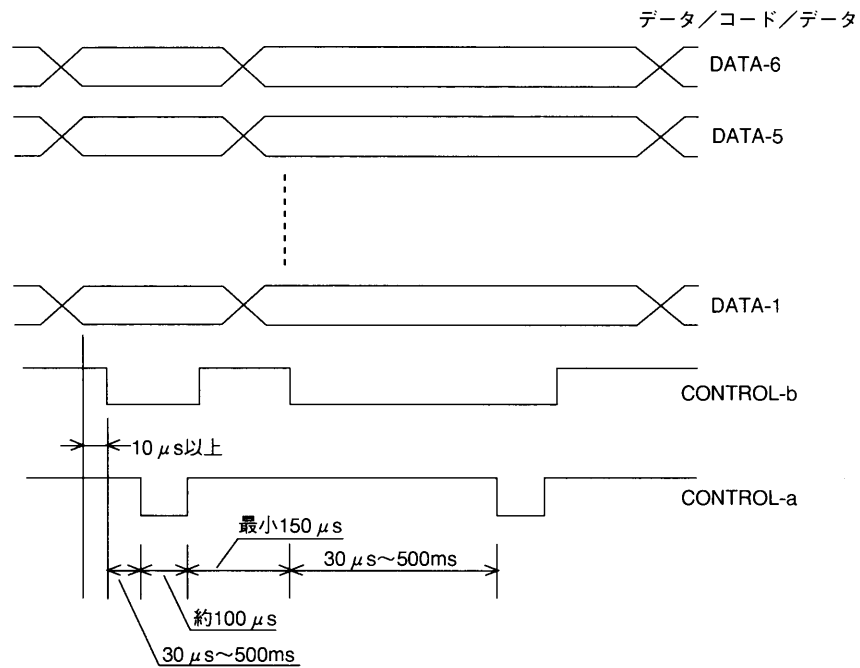 データ／コード／データ
DATA-6
DATA-5
DATA-1
CONTROL-b
10 μs以上
CONTROL-a
最小150 μs
30 μs～500ms
約100 μs
30 μs～500ms